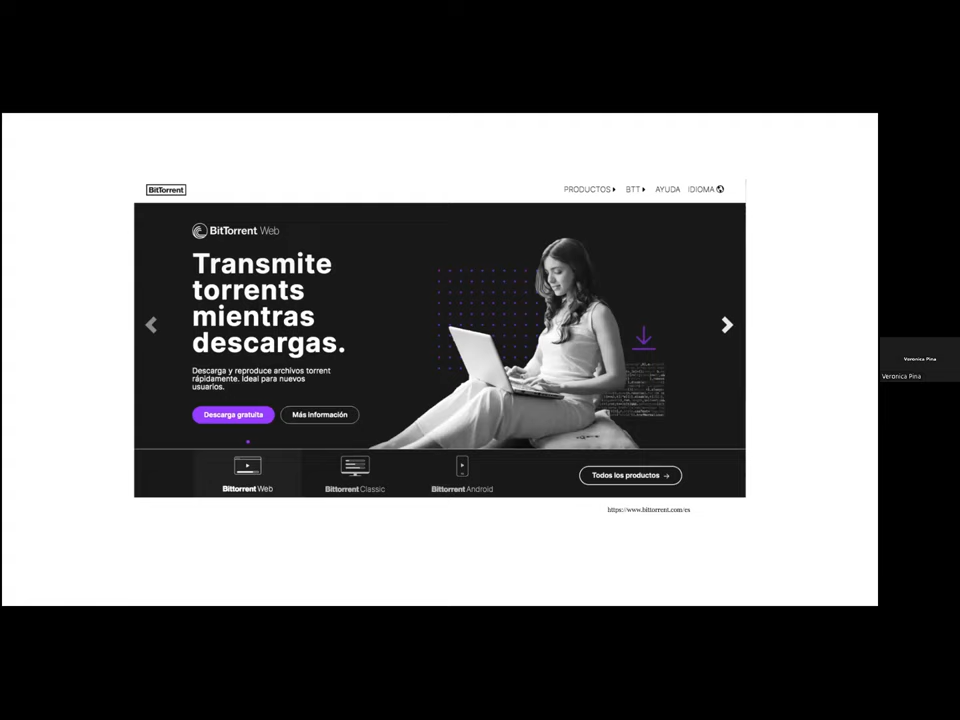 BitTorrent
PRODUCTOS BTT AYUDA IDIOMA
BitTorrent Web
Transmite
torrents
mientras
descargas.
Descarga y reproduce archivos torrent
rápidamente. Ideal para nuevos
usuarios.
Descarga gratuita Más información
Bittorrent Web Bittorrent Classic Bittorrent Android
Todos los productos →
https://www.bittorrent.com/es
Veronica Pina
Veronica Pina